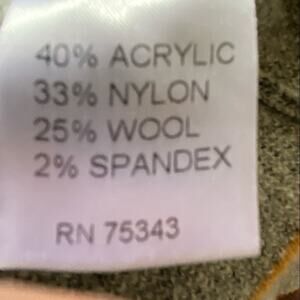 40% ACRYLIC
33% NYLON
25% WOOL
2% SPANDEX
RN 75343